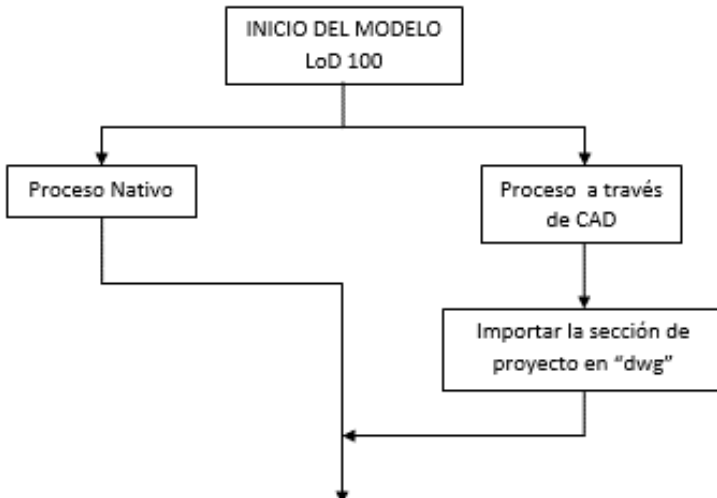 INICIO DEL MODELO
LoD 100
Proceso Nativo
Proceso a través
de CAD
Importar la sección de
proyecto en “dwg”